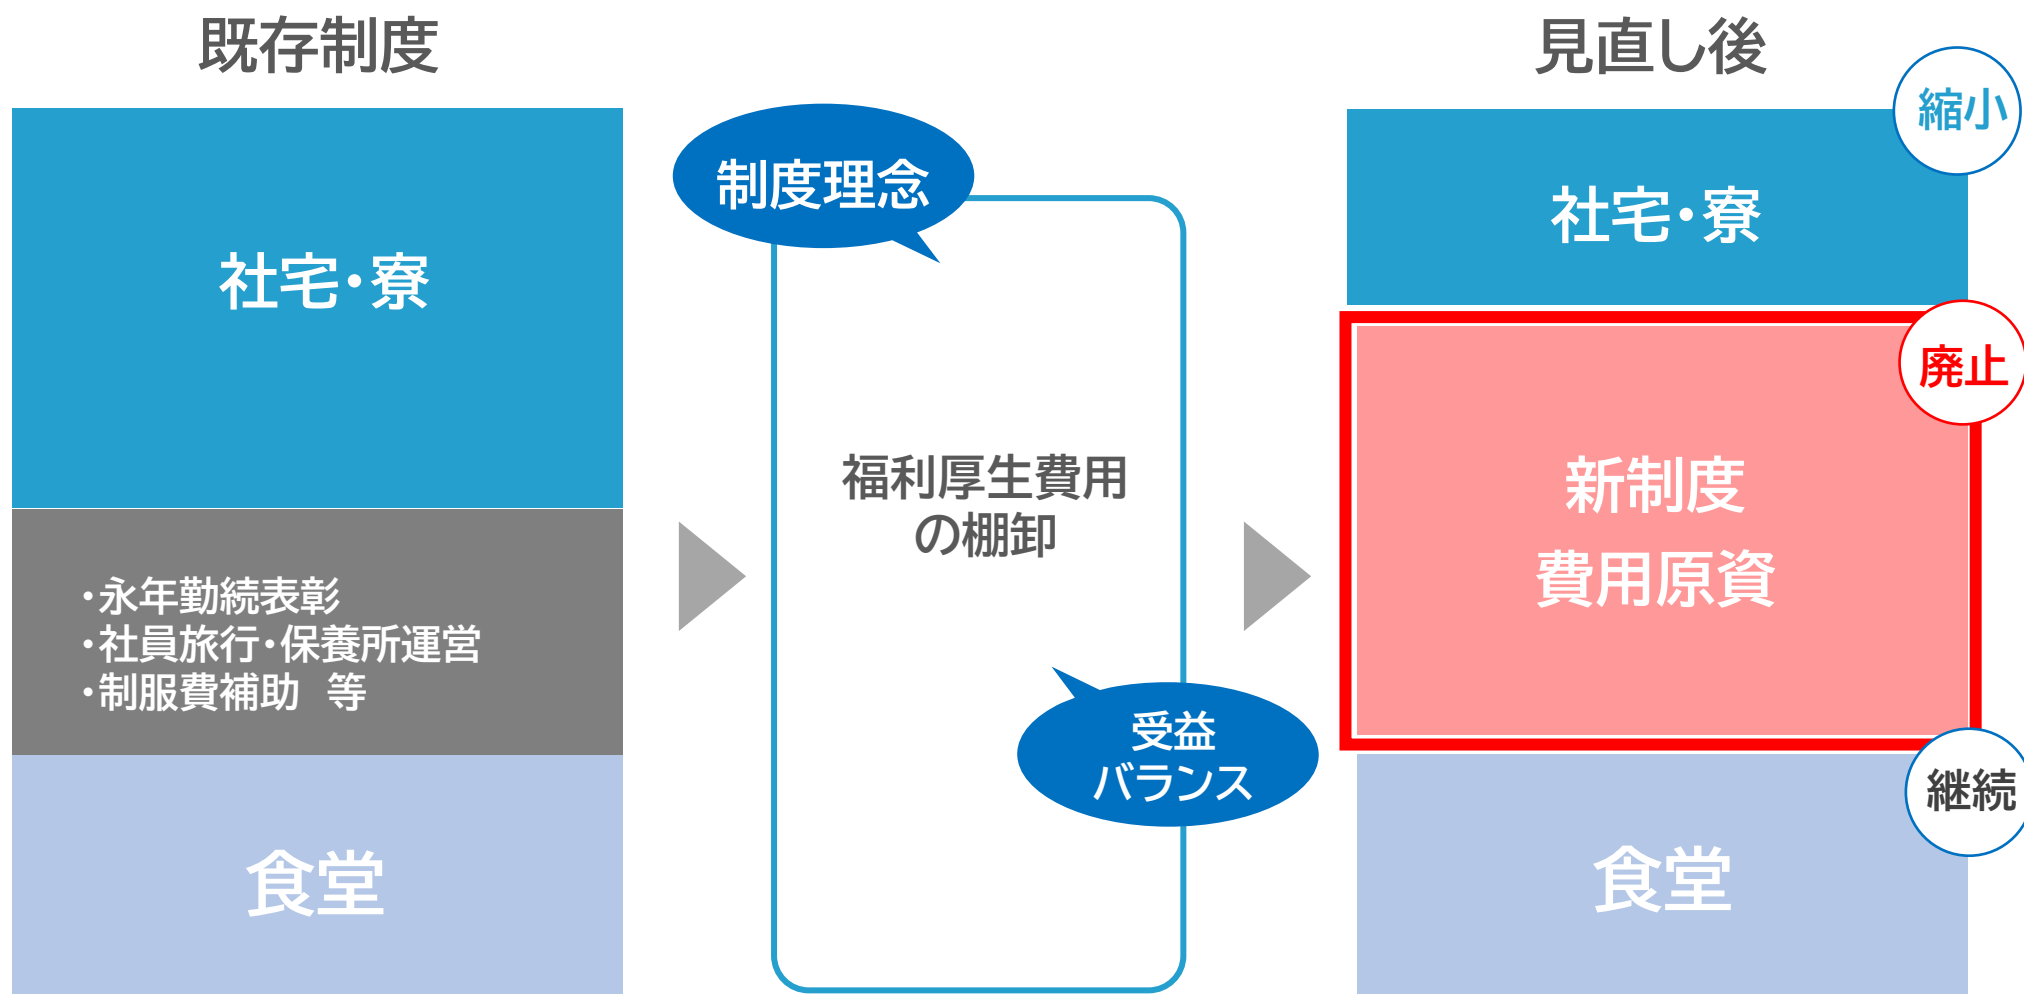 既存制度
社宅・寮
・永年勤続表彰
・社員旅行・保養所運営
・制服費補助　等
食堂
制度理念
福利厚生費用
の棚卸
受益
バランス
見直し後
縮小
社宅・寮
廃止
新制度
費用原資
継続
食堂